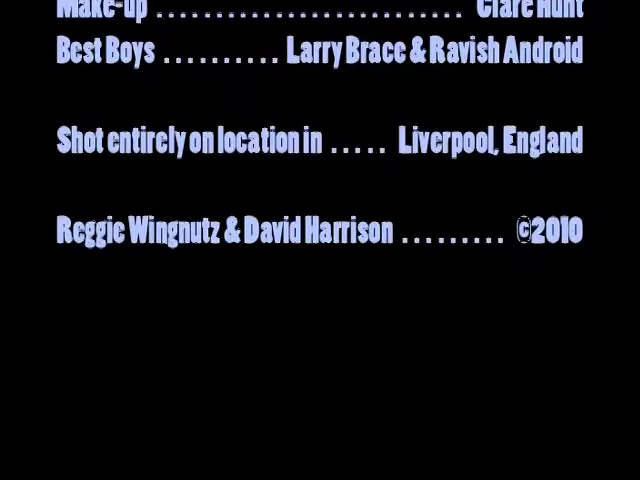 Make-up ......................... Clare Hunt
Best Boys .......... Larry Brace & Ravish Android
Shot entirely on location in ..... Liverpool, England
Reggie Wingnutz & David Harrison ......... ©2010